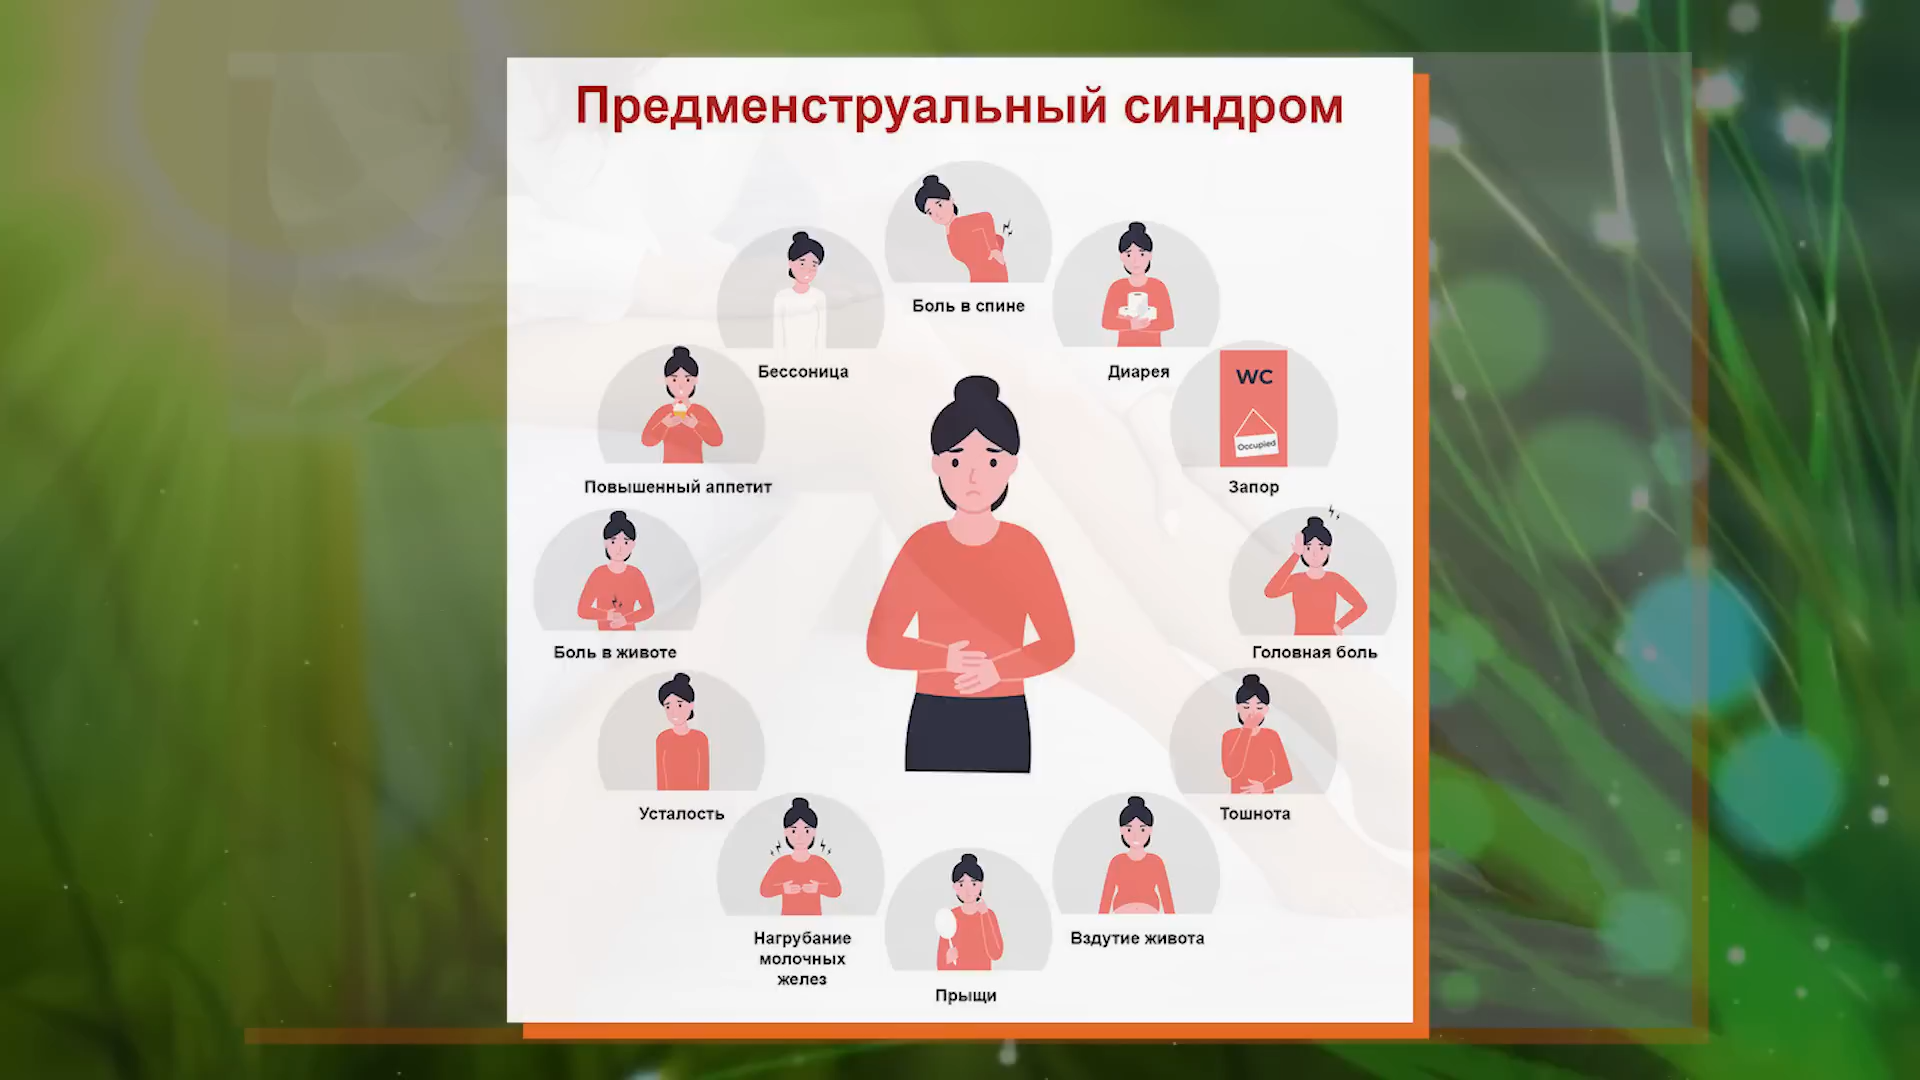 Предменструальный синдром
Боль в спине
Бессоница
Диарея
WC
Occupied
Повышенный аппетит
Запор
Боль в животе
Головная боль
Усталость
Тошнота
Нагрубание
молочных
желез
Вздутие живота
Прыщи